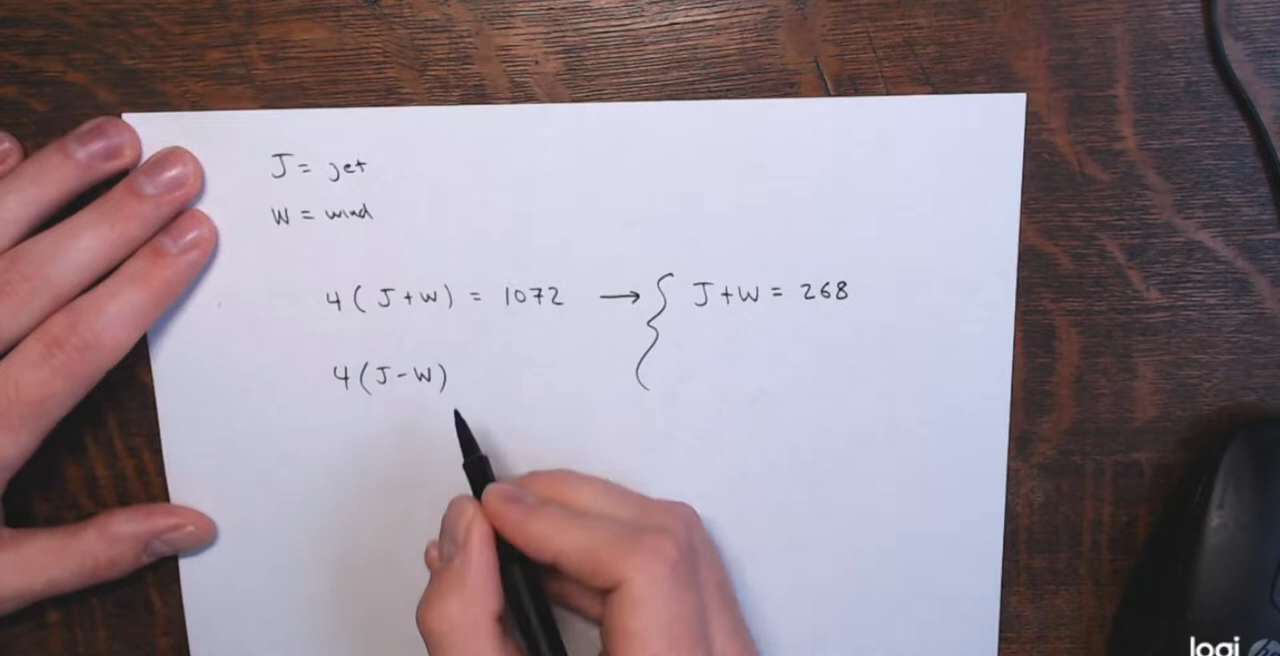 J = jet
W = wind
4(J+W) = 1072 → { J+W = 268
4(J-W)
logi